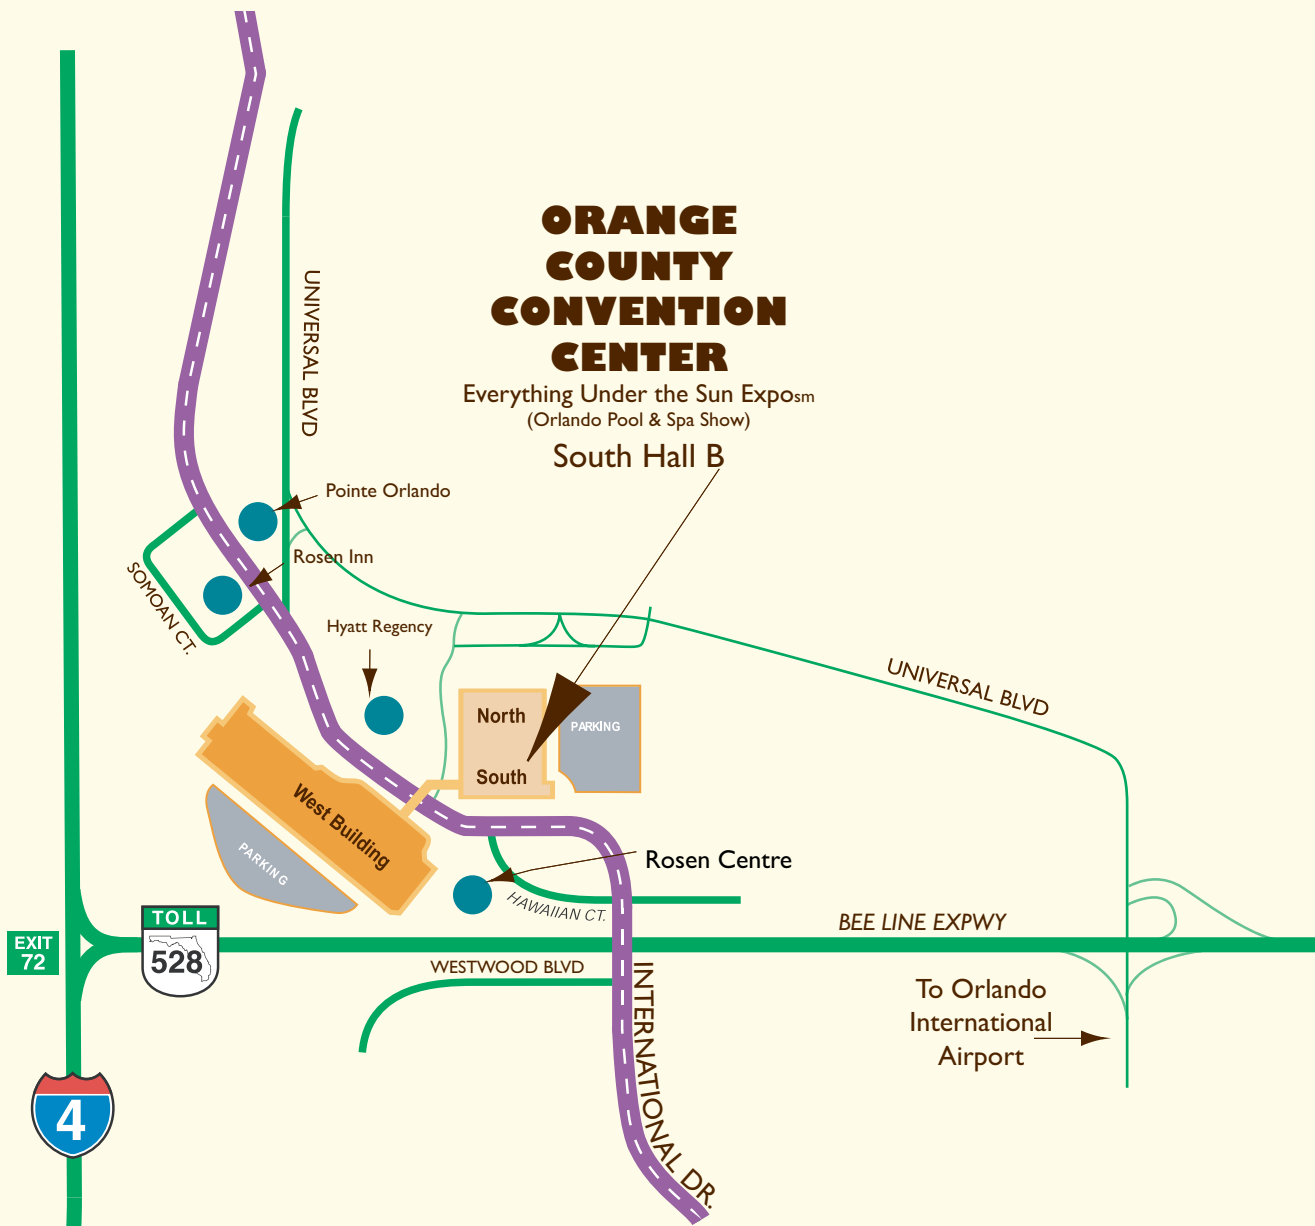 ORANGE
COUNTY
CONVENTION
CENTER
Everything Under the Sun Exposm
(Orlando Pool & Spa Show)
South Hall B
UNIVERSAL BLVD
Pointe Orlando
Rosen Inn
SOMOAN CT.
Hyatt Regency
UNIVERSAL BLVD
North
PARKING
South
West Building
PARKING
Rosen Centre
HAWAIIAN CT.
BEE LINE EXPWY
TOLL
528
EXIT
72
WESTWOOD BLVD
INTERNATIONAL DR.
To Orlando
International
Airport
4